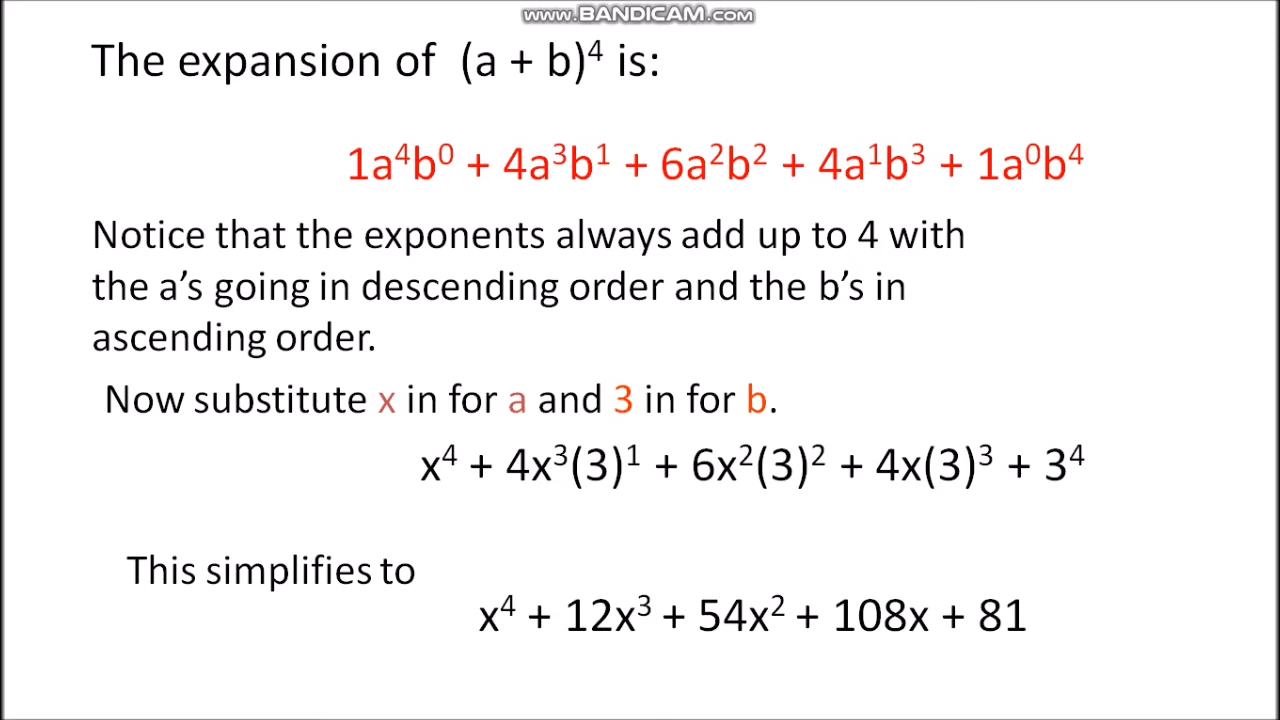 www.BANDICAM.com
The expansion of (a + b)⁴ is:
1a⁴b⁰ + 4a³b¹ + 6a²b² + 4a¹b³ + 1a⁰b⁴
Notice that the exponents always add up to 4 with
the a’s going in descending order and the b’s in
ascending order.
Now substitute x in for a and 3 in for b.
x⁴ + 4x³(3)¹ + 6x²(3)² + 4x(3)³ + 3⁴
This simplifies to
x⁴ + 12x³ + 54x² + 108x + 81